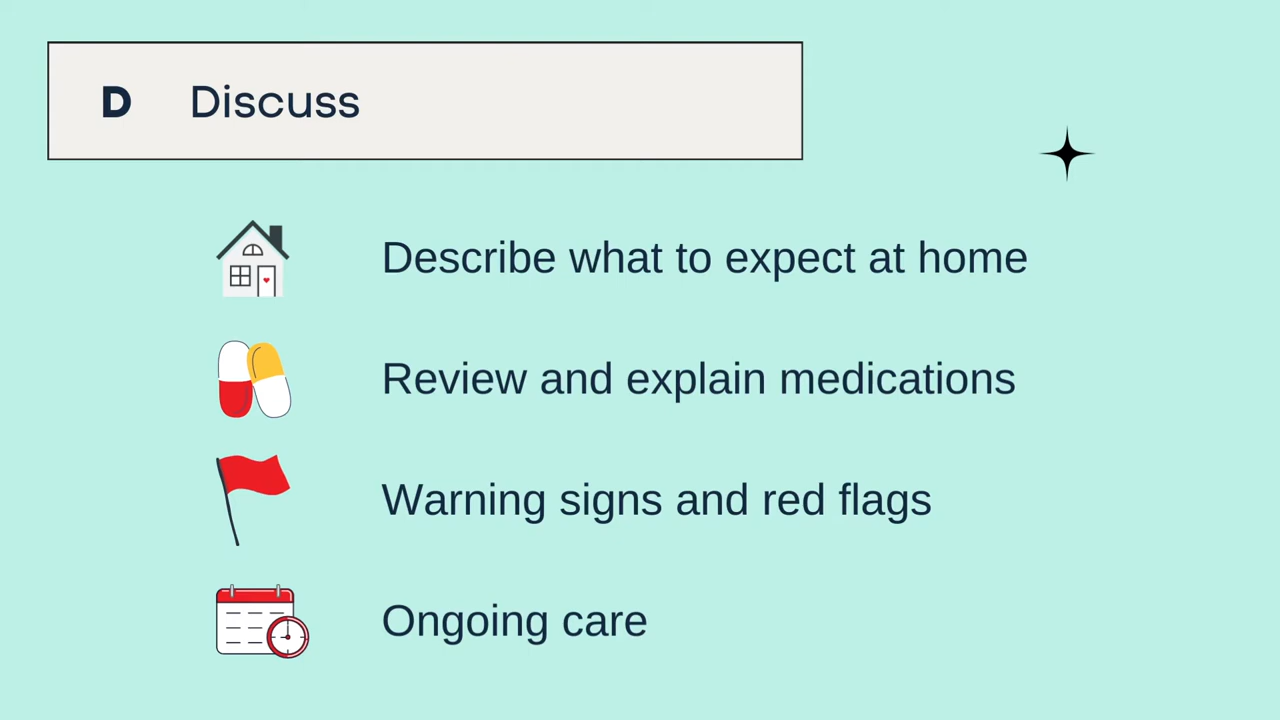 D Discuss
Describe what to expect at home
Review and explain medications
Warning signs and red flags
Ongoing care